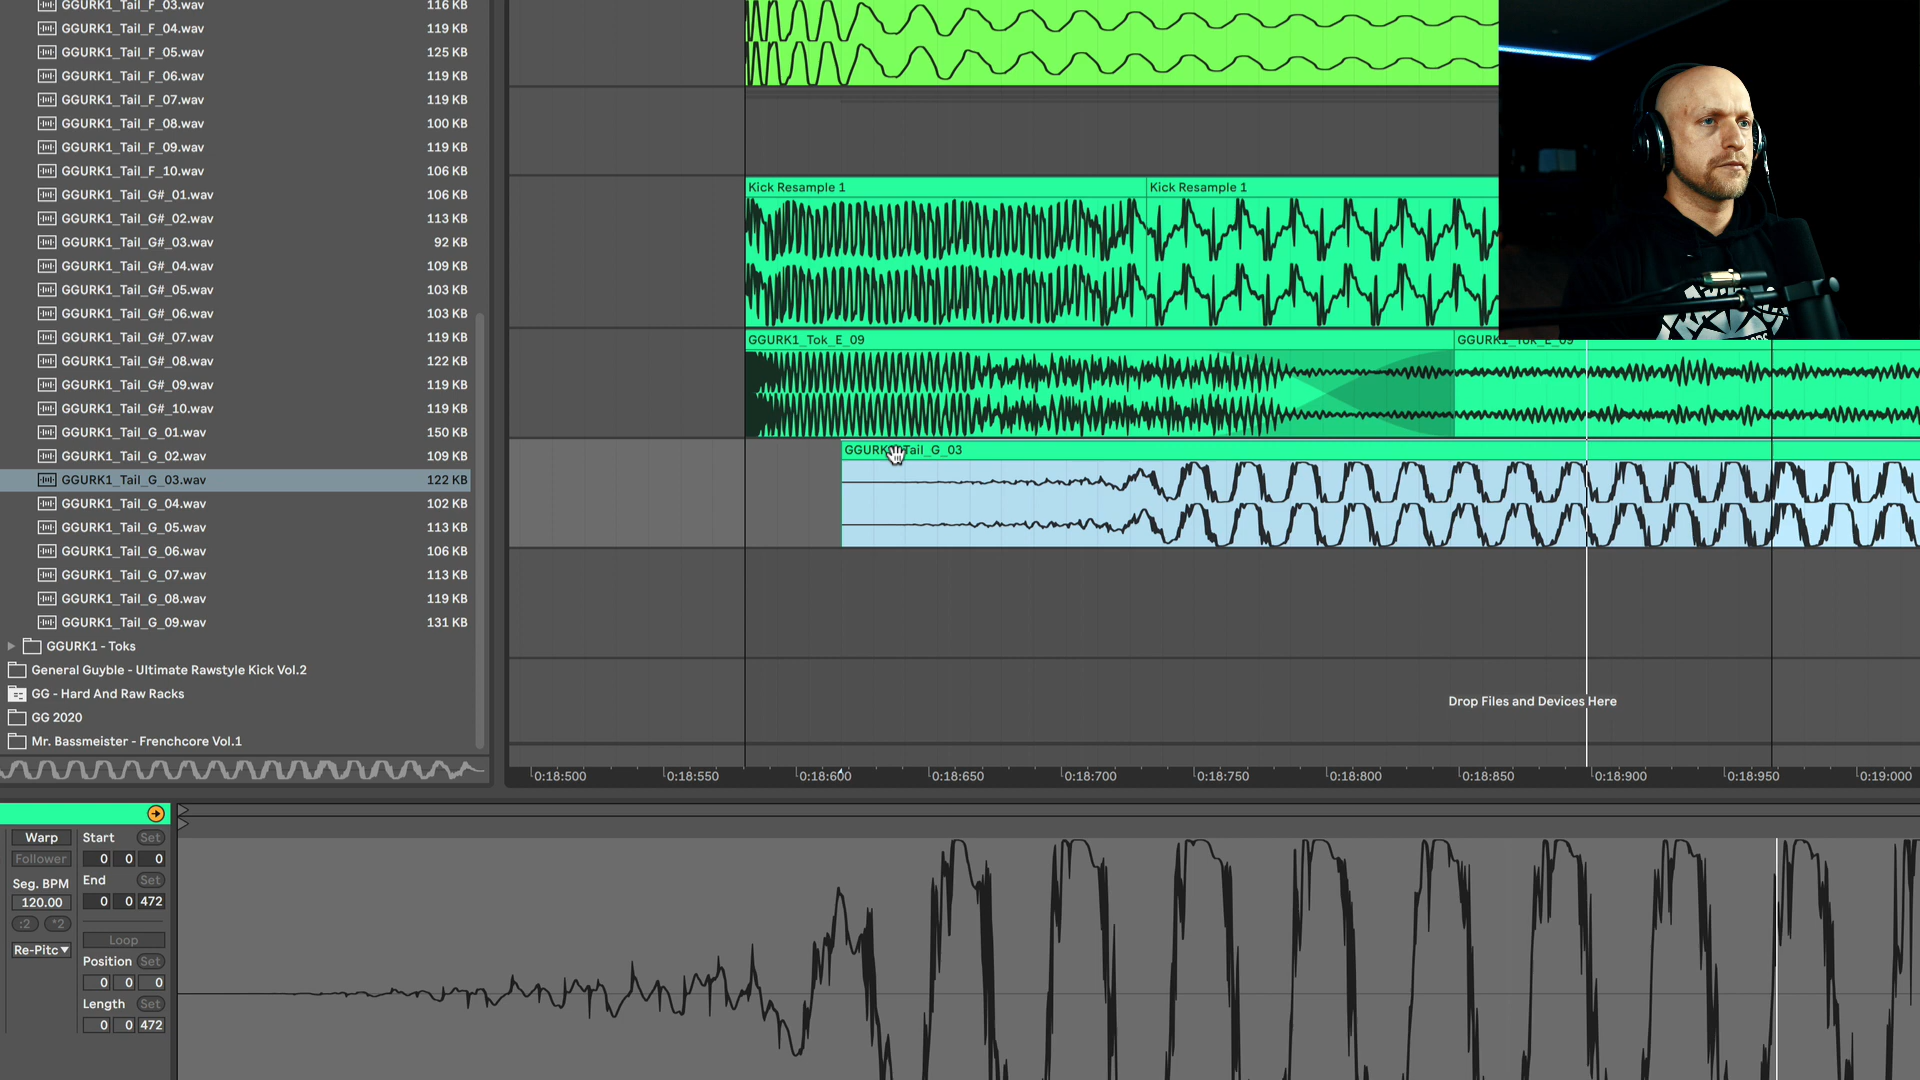 GGURK1_Tail_F_03.wav 116 KB
GGURK1_Tail_F_04.wav 119 KB
GGURK1_Tail_F_05.wav 125 KB
GGURK1_Tail_F_06.wav 119 KB
GGURK1_Tail_F_07.wav 119 KB
GGURK1_Tail_F_08.wav 100 KB
GGURK1_Tail_F_09.wav 119 KB
GGURK1_Tail_F_10.wav 106 KB
GGURK1_Tail_G#_01.wav 106 KB
GGURK1_Tail_G#_02.wav 113 KB
GGURK1_Tail_G#_03.wav 92 KB
GGURK1_Tail_G#_04.wav 109 KB
GGURK1_Tail_G#_05.wav 103 KB
GGURK1_Tail_G#_06.wav 103 KB
GGURK1_Tail_G#_07.wav 119 KB
GGURK1_Tail_G#_08.wav 122 KB
GGURK1_Tail_G#_09.wav 119 KB
GGURK1_Tail_G#_10.wav 119 KB
GGURK1_Tail_G_01.wav 150 KB
GGURK1_Tail_G_02.wav 109 KB
GGURK1_Tail_G_03.wav 122 KB
GGURK1_Tail_G_04.wav 102 KB
GGURK1_Tail_G_05.wav 113 KB
GGURK1_Tail_G_06.wav 106 KB
GGURK1_Tail_G_07.wav 113 KB
GGURK1_Tail_G_08.wav 119 KB
GGURK1_Tail_G_09.wav 131 KB
GGURK1 - Toks
General Guyble - Ultimate Rawstyle Kick Vol.2
GG - Hard And Raw Racks
GG 2020
Mr. Bassmeister - Frenchcore Vol.1
Kick Resample 1
Kick Resample 1
GGURK1_Tok_E_09
GGURK1_Tok_E_09
GGURK1_Tail_G_03
Drop Files and Devices Here
0:18:500 0:18:550 0:18:600 0:18:650 0:18:700 0:18:750 0:18:800 0:18:850 0:18:900 0:18:950 0:19:000
Warp
Follower
Seg. BPM
120.00
:2 *2
Re-Pitc
Start Set
0 0 0
End Set
0 0 472
Loop
Position Set
0 0 0
Length Set
0 0 472